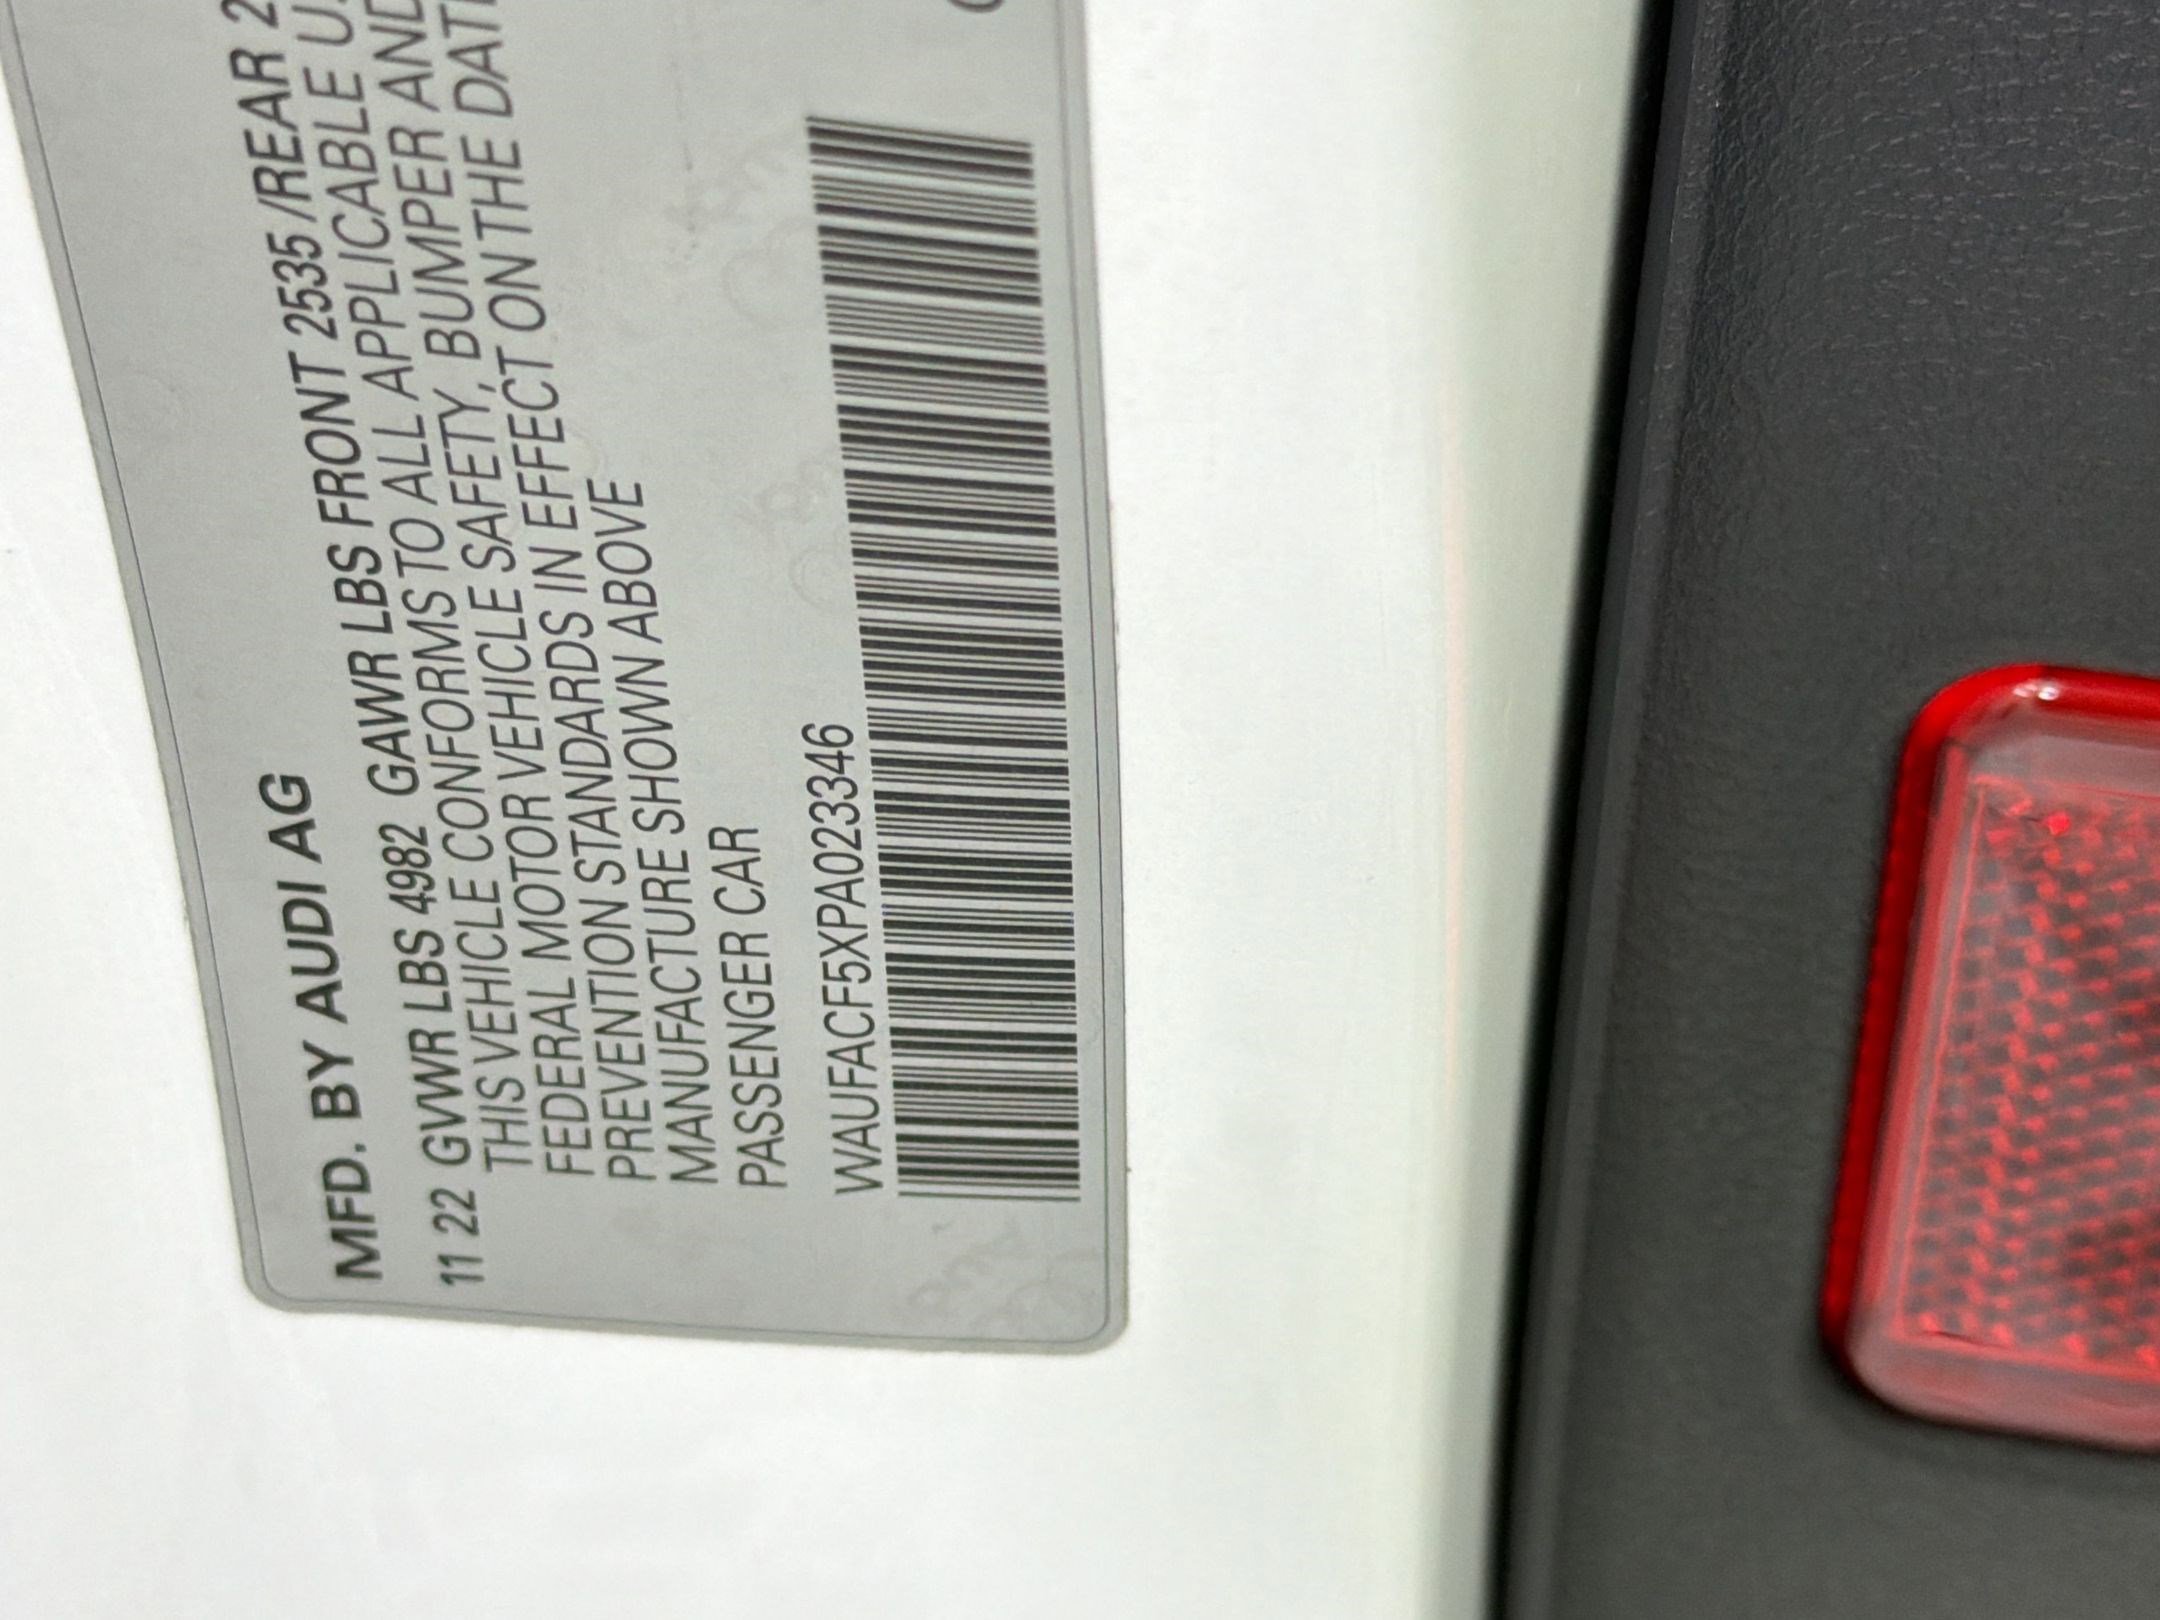 MFD. BY AUDI AG
11 22 GVWR LBS 4982 GAWR LBS FRONT 2535 /REAR 2
THIS VEHICLE CONFORMS TO ALL APPLICABLE U.
FEDERAL MOTOR VEHICLE SAFETY, BUMPER AND
PREVENTION STANDARDS IN EFFECT ON THE DAT
MANUFACTURE SHOWN ABOVE
PASSENGER CAR
WAUFACF5XPA023346